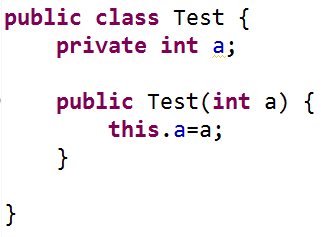 public class Test {
private int a;
public Test(int a) {
this.a=a;
}
}